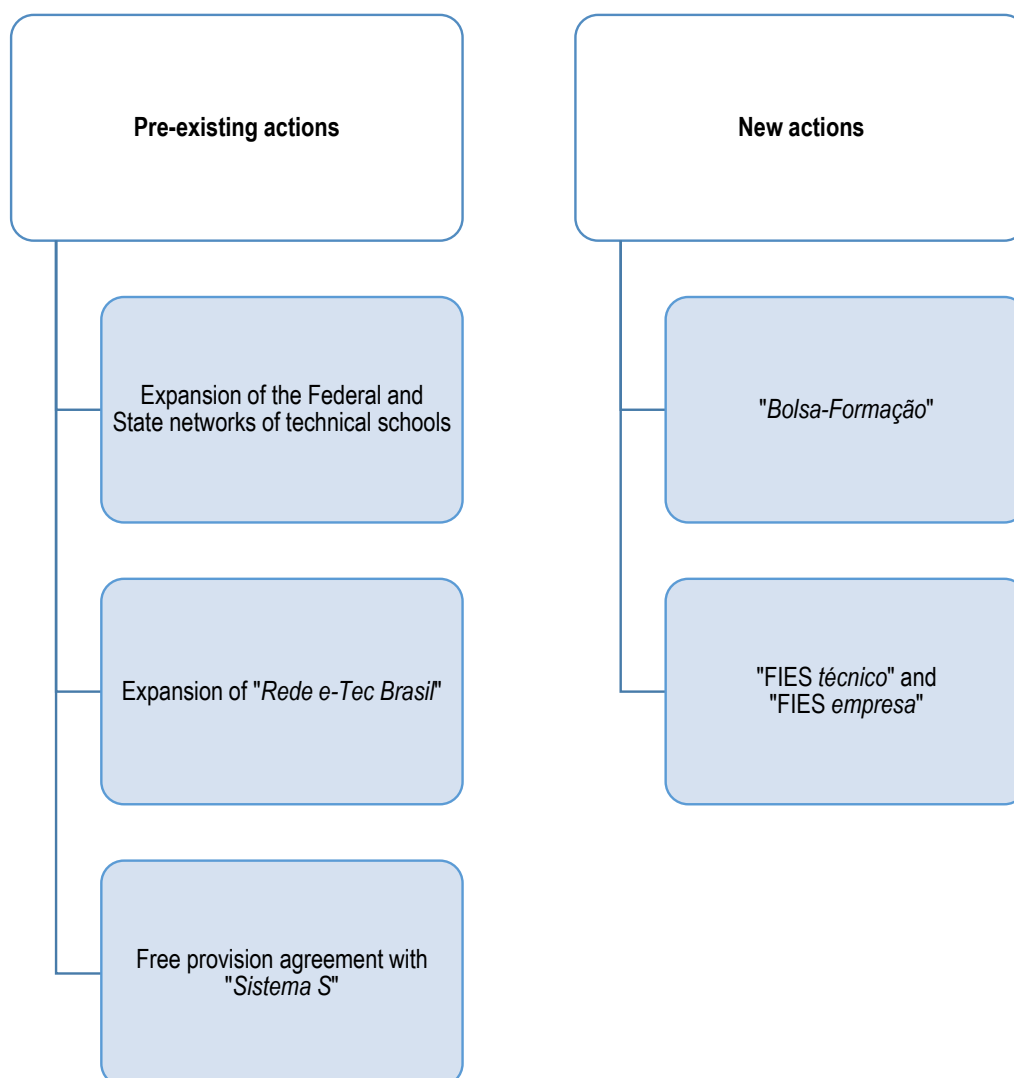 Pre-existing actions
Expansion of the Federal and
State networks of technical schools
Expansion of "Rede e-Tec Brasil"
Free provision agreement with
"Sistema S"
New actions
"Bolsa-Formação"
"FIES técnico" and
"FIES empresa"